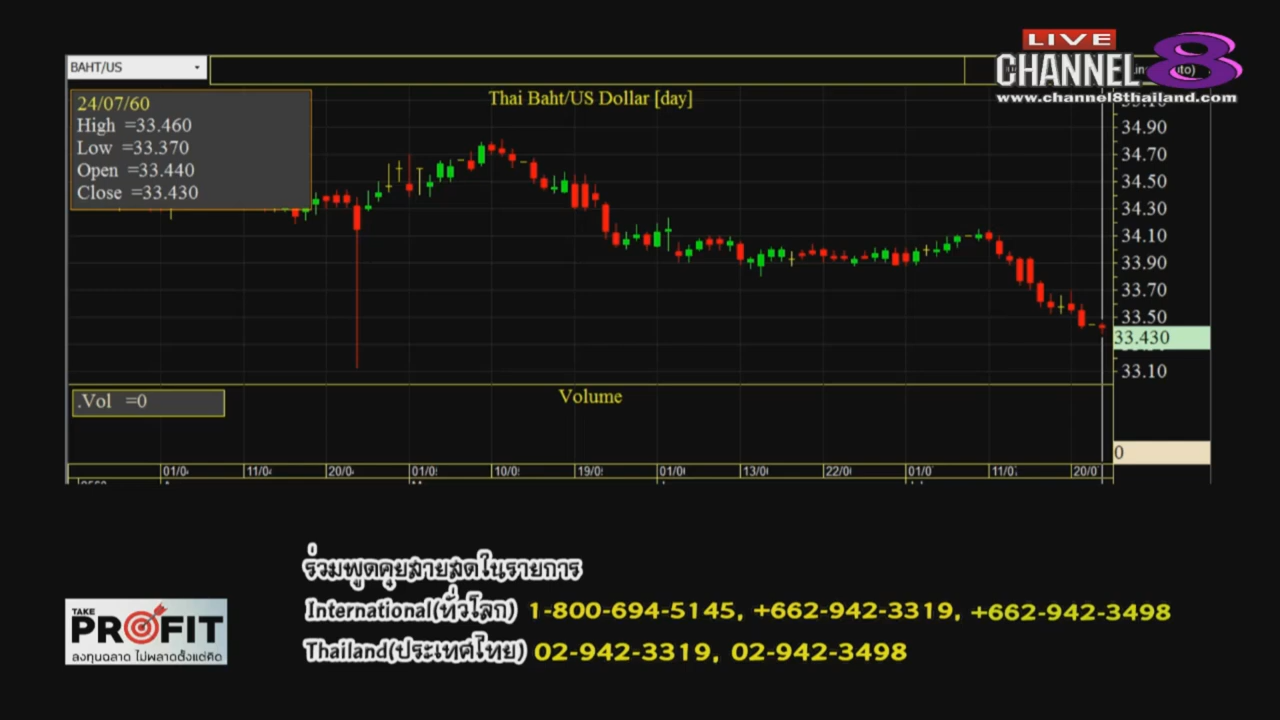 LIVE
CHANNEL 8
www.channel8thailand.com
BAHT/US
Thai Baht/US Dollar [day]
24/07/60
High =33.460
Low =33.370
Open =33.440
Close =33.430
34.90
34.70
34.50
34.30
34.10
33.90
33.70
33.50
33.430
33.10
.Vol =0
Volume
0
01/0 11/0 20/0 01/0 10/0 19/0 01/0 13/0 22/0 01/0 11/0 20/0
ร่วมพูดคุยสายสดในรายการ
International(ทั่วโลก) 1-800-694-5145, +662-942-3319, +662-942-3498
Thailand(ประเทศไทย) 02-942-3319, 02-942-3498
TAKE
PROFIT
ลงทุนฉลาด ไม่พลาดตั้งแต่คิด